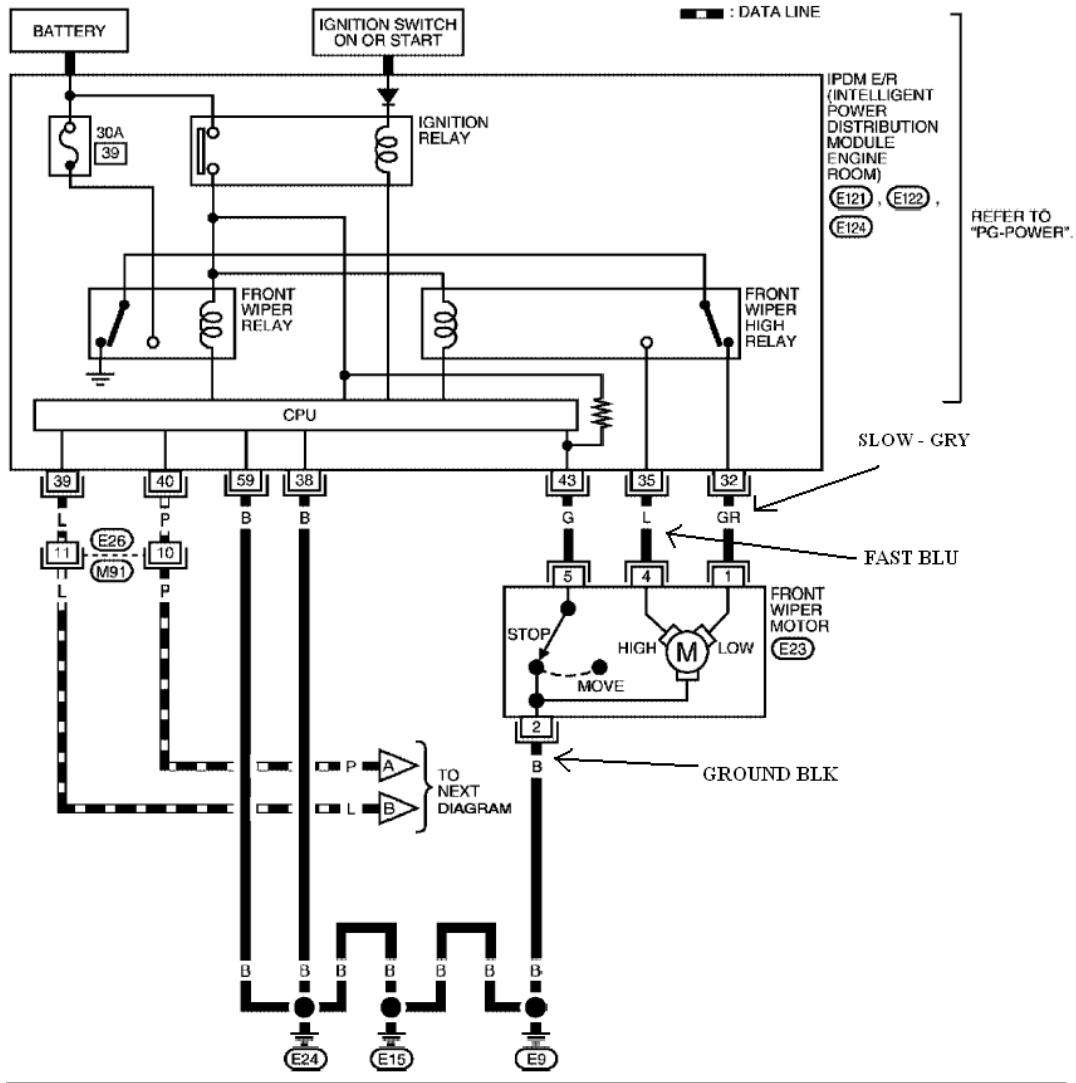 BATTERY
IGNITION SWITCH
ON OR START
: DATA LINE
IPDM E/R
(INTELLIGENT
POWER
DISTRIBUTION
MODULE
ENGINE
ROOM)
E121 , E122 ,
E124
REFER TO
"PG-POWER".
30A
39
IGNITION
RELAY
FRONT
WIPER
RELAY
FRONT
WIPER
HIGH
RELAY
CPU
SLOW - GRY
39 40 59 38 43 35 32
L P B B G L GR
FAST BLU
11 E26 10
M91
L P
5 4 1
FRONT
WIPER
MOTOR
E23
STOP
HIGH M LOW
MOVE
2
B
GROUND BLK
P A
L B
TO
NEXT
DIAGRAM
B B B B B B B
E24 E15 E9